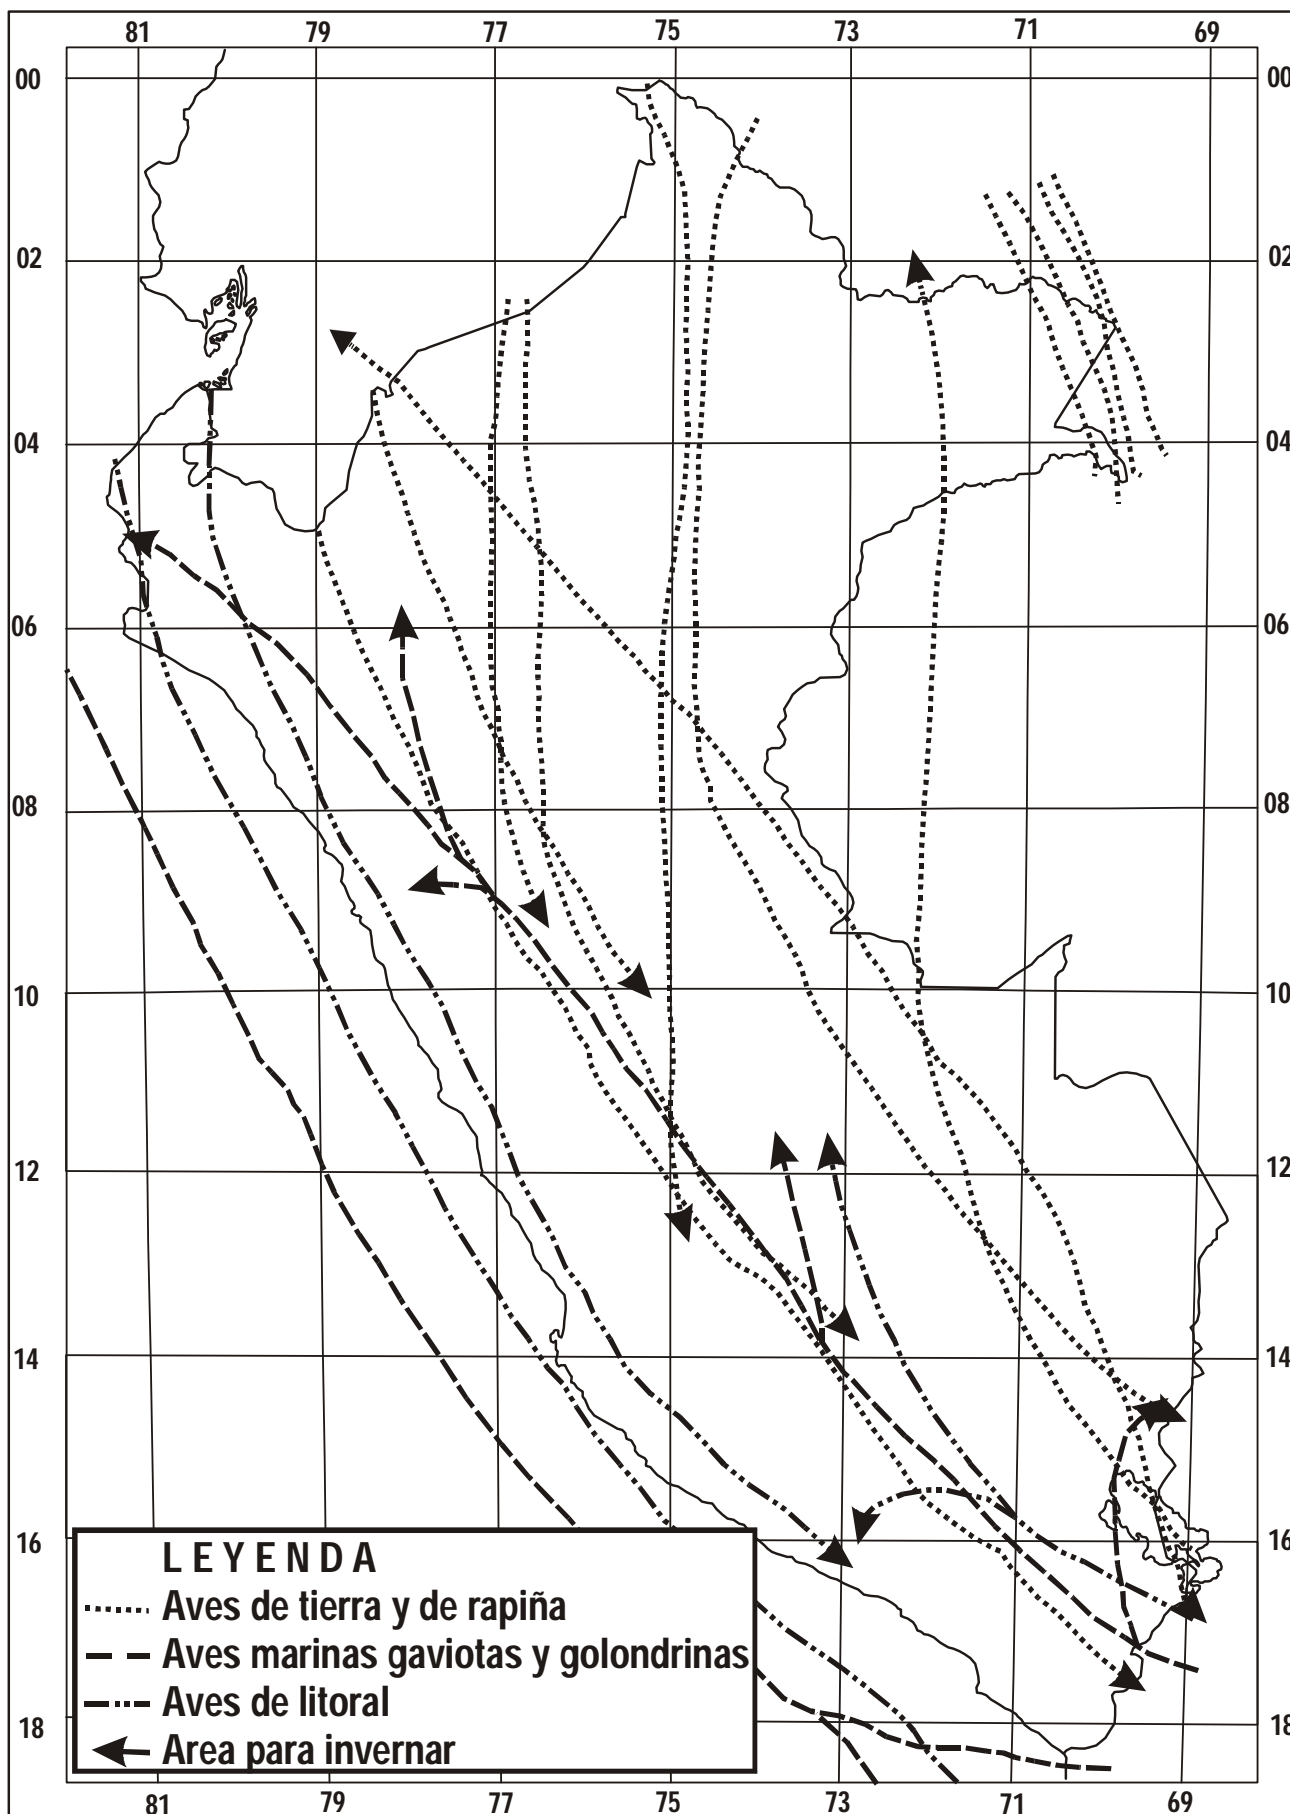 81 79 77 75 73 71 69
00 00
02 02
04 04
06 06
08 08
10 10
12 12
14 14
16 16
18 18
LEYENDA
Aves de tierra y de rapiña
Aves marinas gaviotas y golondrinas
Aves de litoral
Area para invernar
81 79 77 75 73 71 69